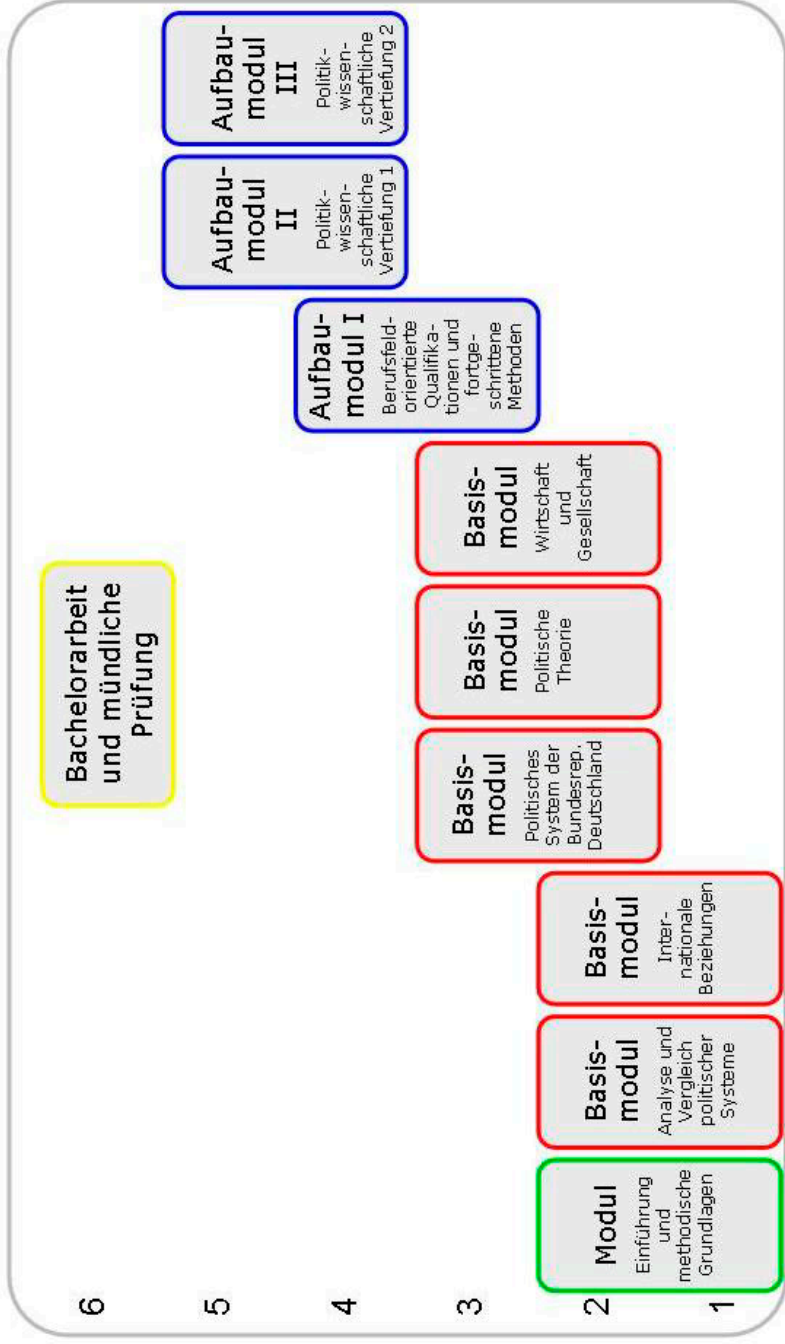 6
Bachelorarbeit
und mündliche
Prüfung
5
Aufbau-
modul
II
Politik-
wissen-
schaftliche
Vertiefung 1
Aufbau-
modul
III
Politik-
wissen-
schaftliche
Vertiefung 2
4
Aufbau-
modul I
Berufsfeld-
orientierte
Qualifika-
tionen und
fortge-
schrittene
Methoden
3
Basis-
modul
Politisches
System der
Bundesrep.
Deutschland
Basis-
modul
Politische
Theorie
Basis-
modul
Wirtschaft
und
Gesellschaft
2
Modul
Einführung
und
methodische
Grundlagen
Basis-
modul
Analyse und
Vergleich
politischer
Systeme
Basis-
modul
Inter-
nationale
Beziehungen
1